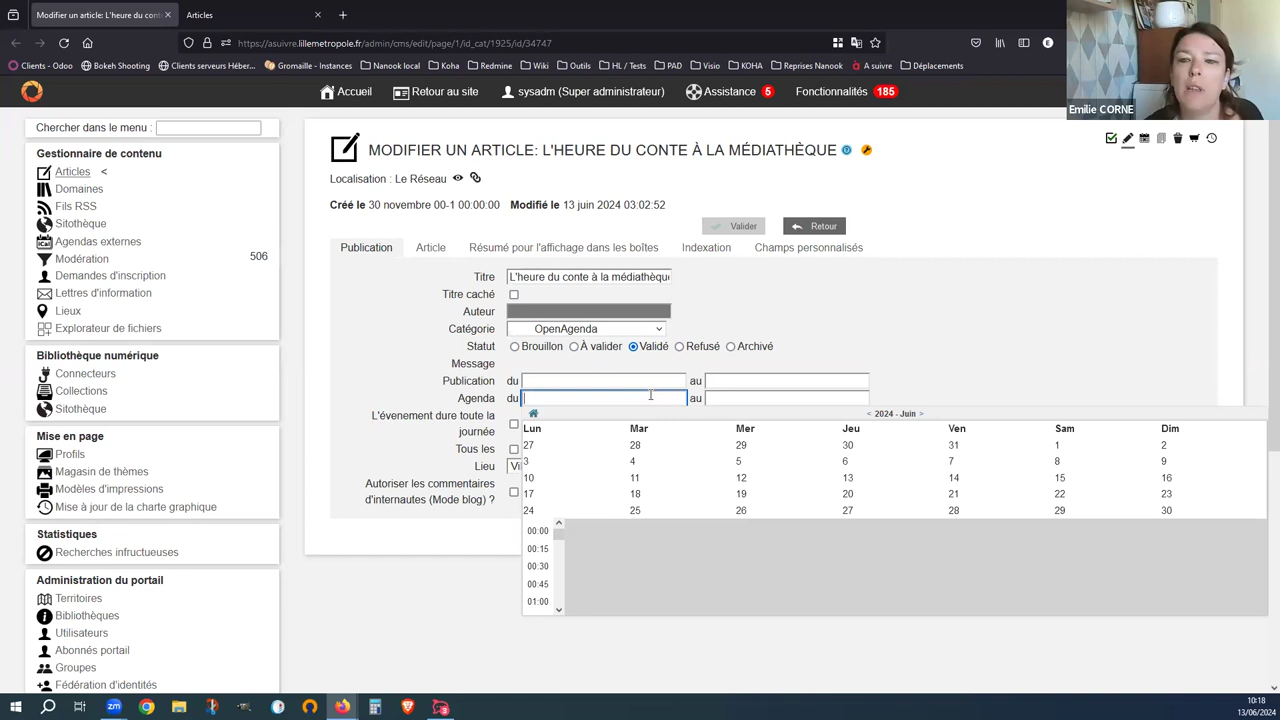 Modifier un article: L'heure du cont
Articles
https://asuivre.lillemetropole.fr/admin/cms/edit/page/1/id_cat/1925/id/34747
Clients - Odoo
Bokeh Shooting
Clients serveurs Héber...
Gromaille - Instances
Nanook local
Koha
Redmine
Wiki
Outils
HL / Tests
PAD
Visio
KOHA
Reprises Nanook
A suivre
Déplacements
Emilie CORNE
Accueil
Retour au site
sysadm (Super administrateur)
Assistance 5
Fonctionnalités 185
Chercher dans le menu :
Gestionnaire de contenu
Articles <
Domaines
Fils RSS
Sitothèque
Agendas externes
Modération 506
Demandes d'inscription
Lettres d'information
Lieux
Explorateur de fichiers
Bibliothèque numérique
Connecteurs
Collections
Sitothèque
Mise en page
Profils
Magasin de thèmes
Modèles d'impressions
Mise à jour de la charte graphique
Statistiques
Recherches infructueuses
Administration du portail
Territoires
Bibliothèques
Utilisateurs
Abonnés portail
Groupes
Fédération d'identités
MODIFIER UN ARTICLE: L'HEURE DU CONTE À LA MÉDIATHÈQUE
Localisation : Le Réseau
Créé le 30 novembre 00-1 00:00:00 Modifié le 13 juin 2024 03:02:52
Valider
Retour
Publication
Article
Résumé pour l'affichage dans les boîtes
Indexation
Champs personnalisés
Titre L'heure du conte à la médiathèqu
Titre caché
Auteur
Catégorie OpenAgenda
Statut Brouillon À valider Validé Refusé Archivé
Message
Publication du au
Agenda du au
L'évenement dure toute la
journée
Tous les
Lieu Vi
Autoriser les commentaires
d'internautes (Mode blog) ?
< 2024 - Juin >
Lun Mar Mer Jeu Ven Sam Dim
27 28 29 30 31 1 2
3 4 5 6 7 8 9
10 11 12 13 14 15 16
17 18 19 20 21 22 23
24 25 26 27 28 29 30
00:00
00:15
00:30
00:45
01:00
10:18
13/06/2024